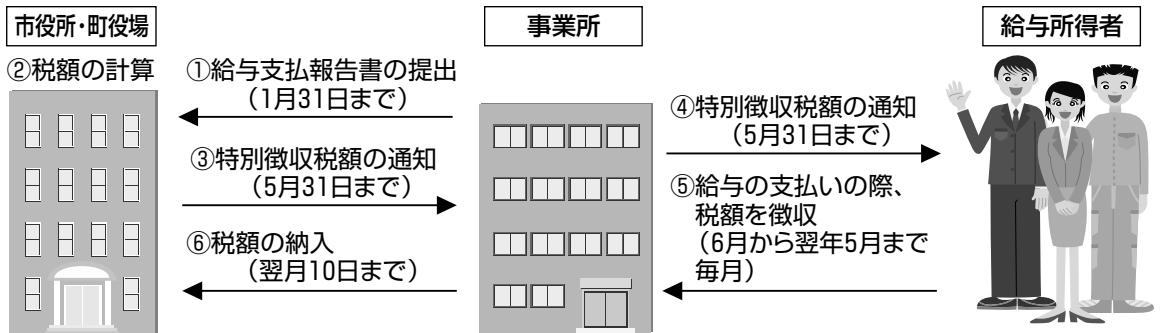 市役所・町役場
②税額の計算
事業所
給与所得者
①給与支払報告書の提出
（1月31日まで）
③特別徴収税額の通知
（5月31日まで）
⑥税額の納入
（翌月10日まで）
④特別徴収税額の通知
（5月31日まで）
⑤給与の支払いの際、
税額を徴収
（6月から翌年5月まで
毎月）